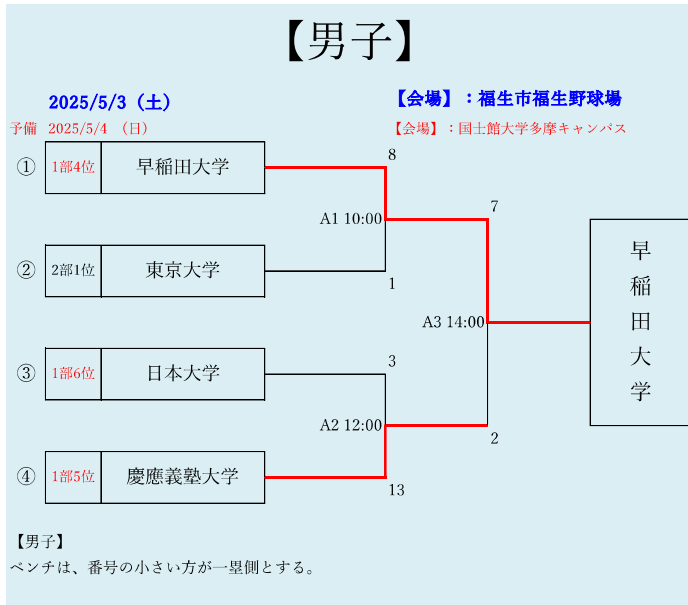 【男子】
2025/5/3（土）
【会場】：福生市福生野球場
予備 2025/5/4 （日）
【会場】：国士館大学多摩キャンパス
① 1部4位 早稲田大学
8
A1 10:00
7
② 2部1位 東京大学
1
A3 14:00
早稲田大学
③ 1部6位 日本大学
3
A2 12:00
2
④ 1部5位 慶應義塾大学
13
【男子】
ベンチは、番号の小さい方が一塁側とする。